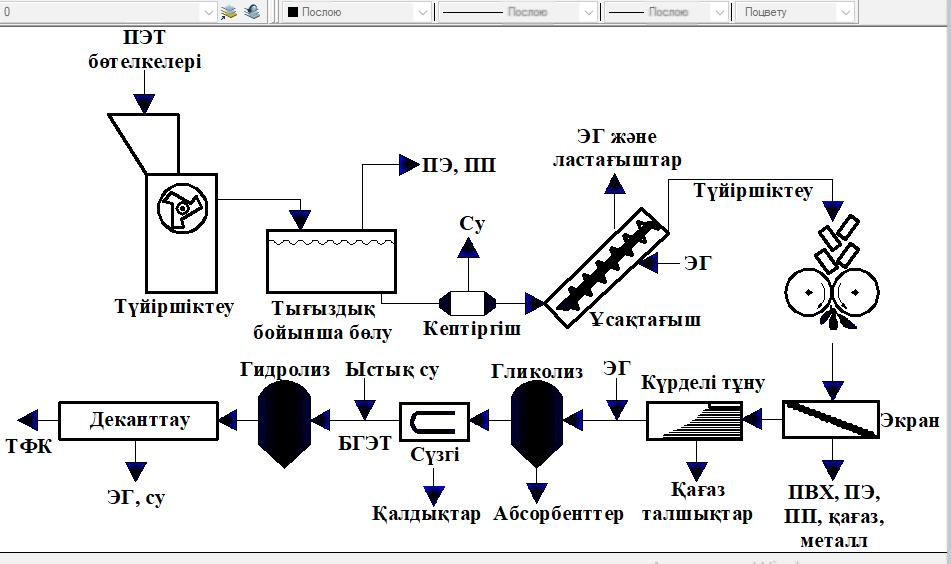 0
Послою
Послою
Послою
Поцвету
ПЭТ
бөтелкелері
ЭГ және
ластағыштар
ПЭ, ПП
Түйіршіктеу
Су
ЭГ
Түйіршіктеу
Тығыздық
бойынша бөлу
Кептіргіш
Ұсақтағыш
Гидролиз
Ыстық су
Гликолиз
ЭГ
Күрделі тұну
Деканттау
Экран
ТФК
БГЭТ
Сүзгі
ЭГ, су
Қалдықтар
Абсорбенттер
Қағаз
талшықтар
ПВХ, ПЭ,
ПП, қағаз,
металл